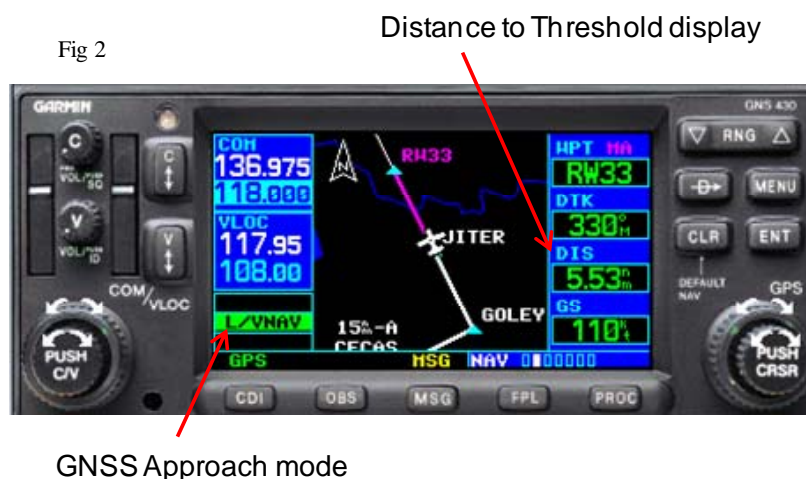 Distance to Threshold display
Fig 2
GARMIN
GNS 430
C
VOL/SQ
C
V
VOL/ID
V
COM/VLOC
PUSH C/V
COM
136.975
118.000
VLOC
117.95
108.00
L/VNAV
GPS
RW33
JITER
GOLEY
15nm-A
CECAS
MSG
NAV
WPT MA
RW33
DTK
330°M
DIS
5.53nm
GS
110kt
RNG
D
MENU
CLR
ENT
DEFAULT NAV
GPS
PUSH CRSR
CDI
OBS
MSG
FPL
PROC
GNSS Approach mode